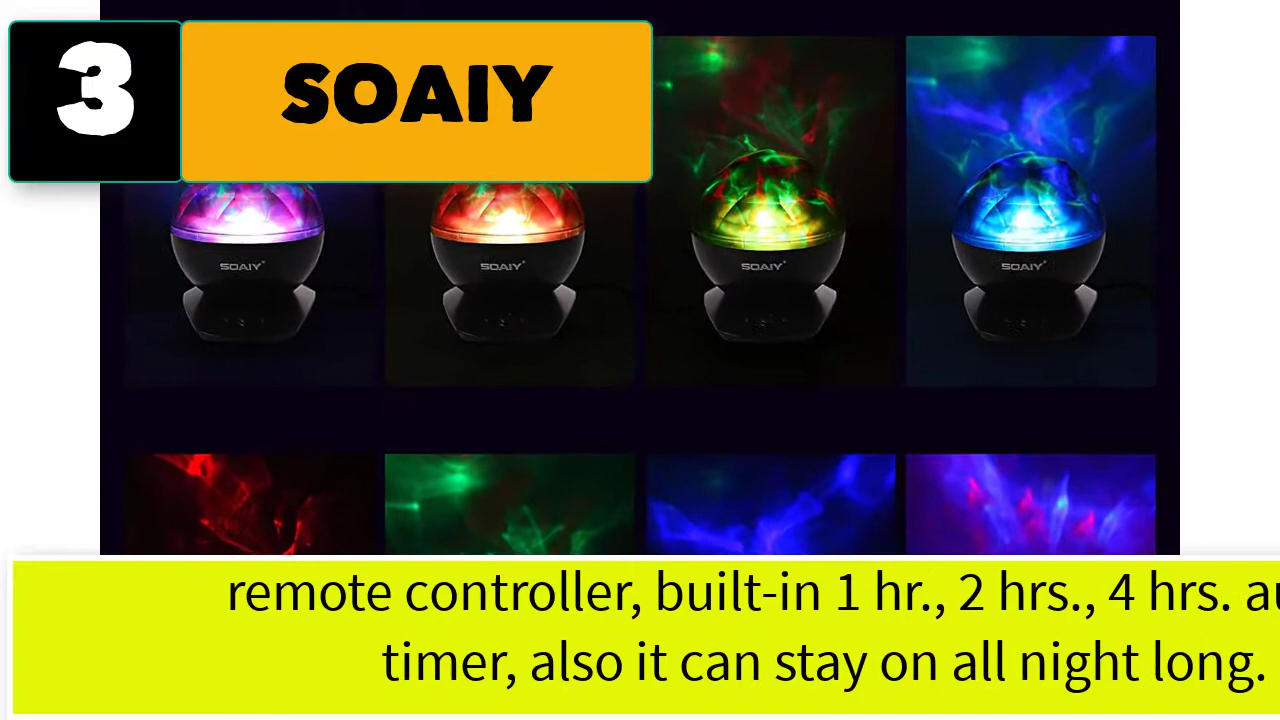 3
SOAIY
SOAIY
SOAIY
SOAIY
SOAIY
remote controller, built-in 1 hr., 2 hrs., 4 hrs.
timer, also it can stay on all night long.